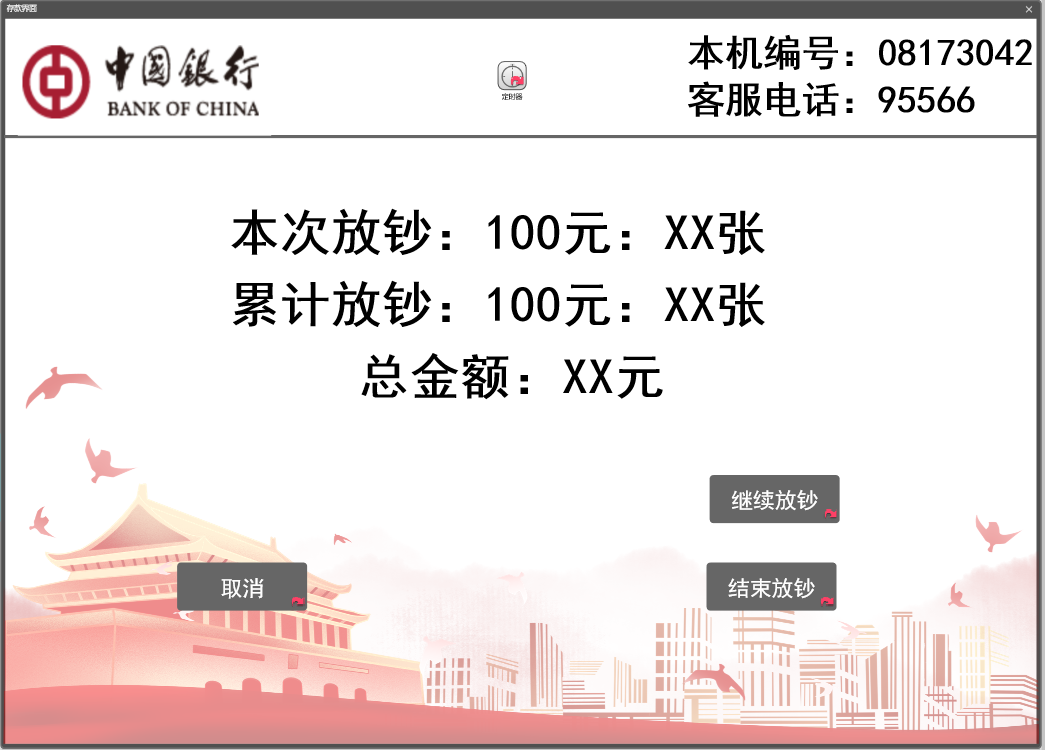 存款界面
中国銀行
BANK OF CHINA
定时器
本机编号：08173042
客服电话：95566
本次放钞：100元：XX张
累计放钞：100元：XX张
总金额：XX元
继续放钞
取消
结束放钞